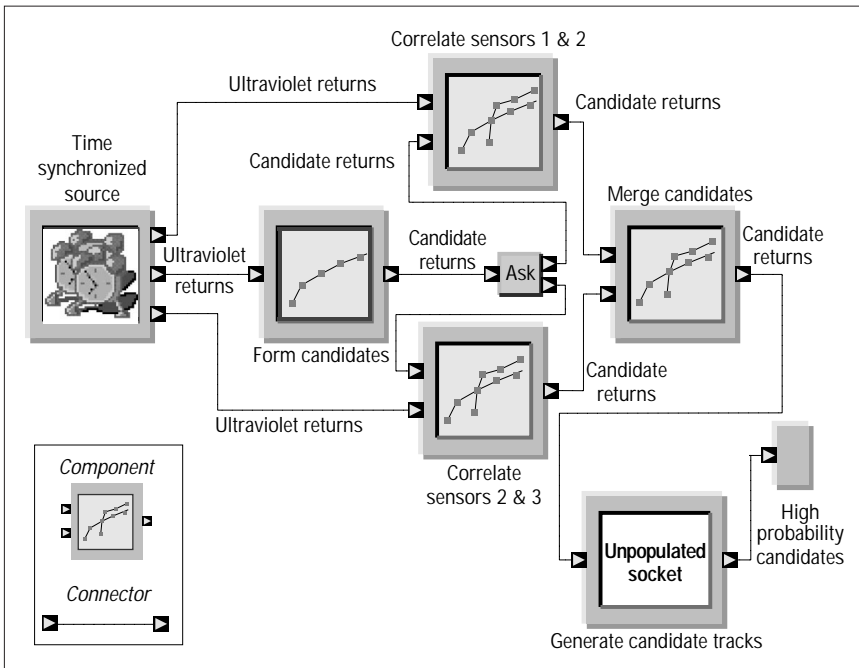 Correlate sensors 1 & 2
Ultraviolet returns
Candidate returns
Time
synchronized
source
Candidate returns
Merge candidates
Ultraviolet
returns
Candidate
returns
Ask
Candidate
returns
Form candidates
Candidate
returns
Ultraviolet returns
Correlate
sensors 2 & 3
Component
Connector
Unpopulated
socket
High
probability
candidates
Generate candidate tracks